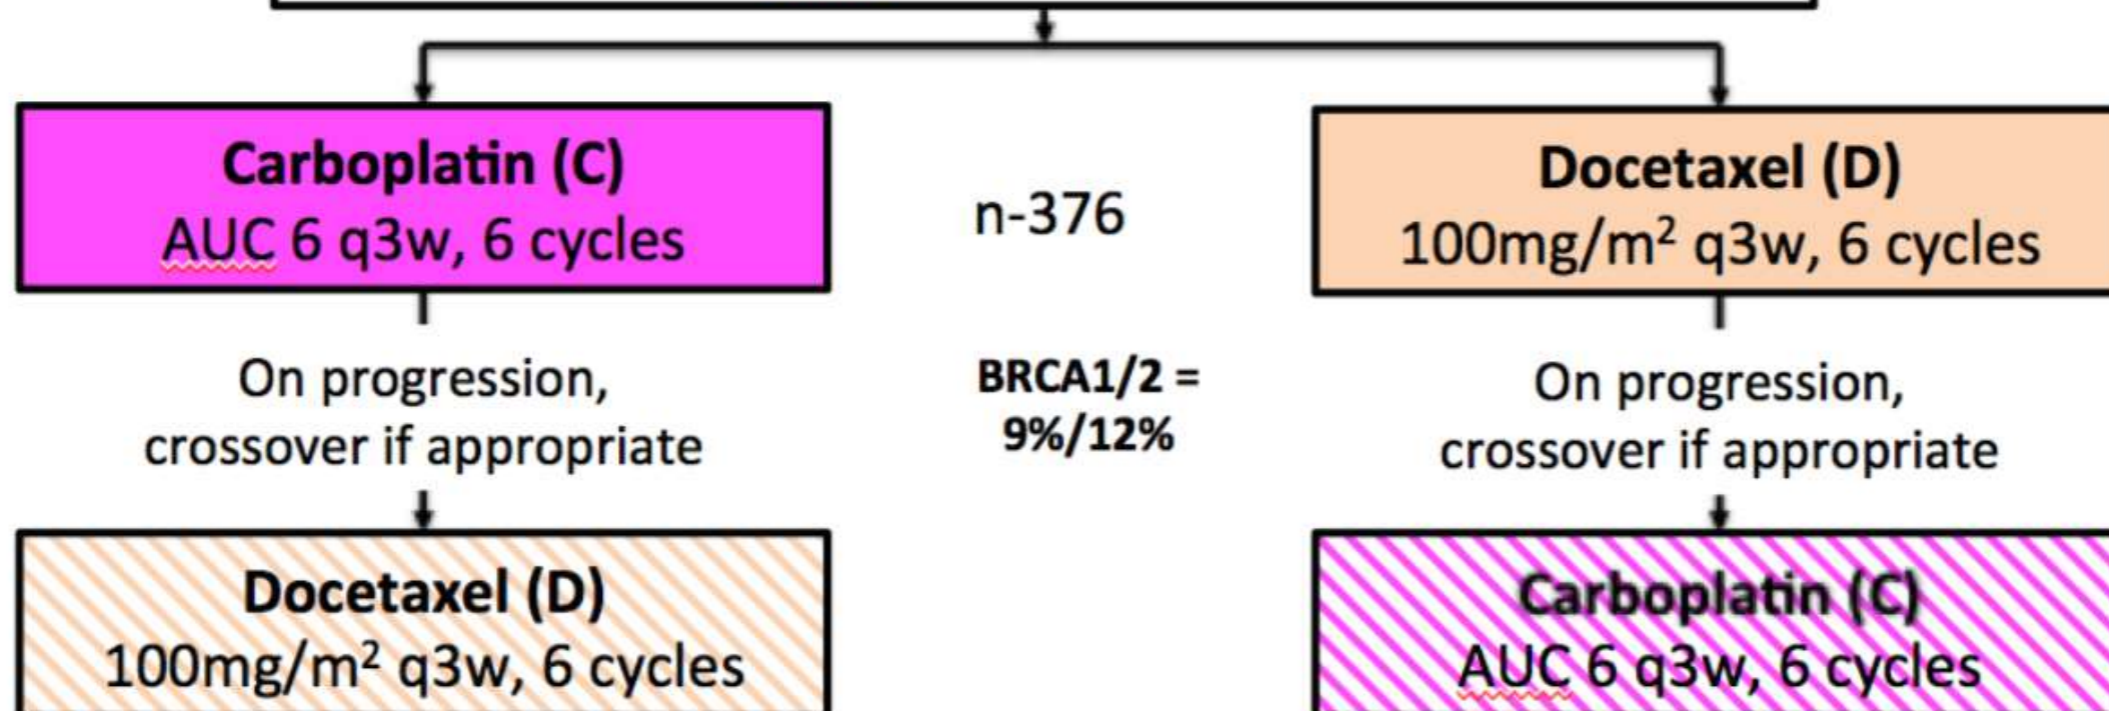 Carboplatin (C)
AUC 6 q3w, 6 cycles
n-376
Docetaxel (D)
100mg/m² q3w, 6 cycles
On progression,
crossover if appropriate
BRCA1/2 =
9%/12%
On progression,
crossover if appropriate
Docetaxel (D)
100mg/m² q3w, 6 cycles
Carboplatin (C)
AUC 6 q3w, 6 cycles